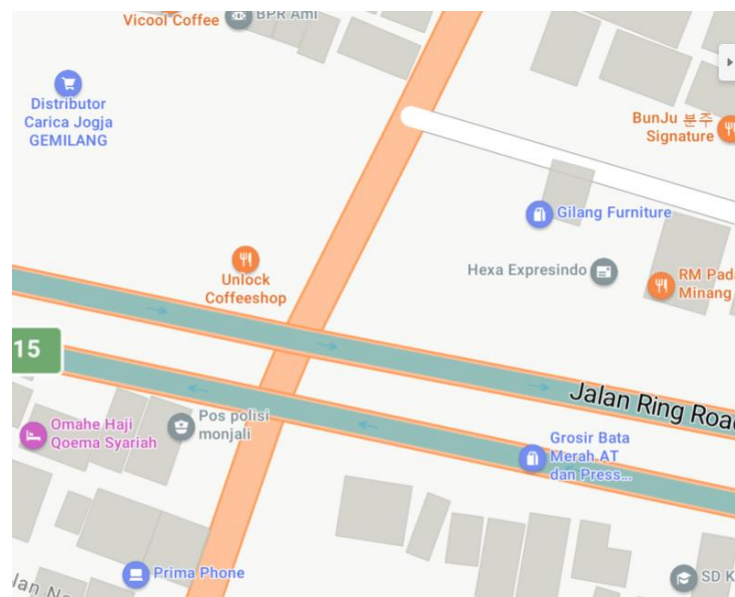 Vicool Coffee
BPR Ami
Distributor
Carica Jogja
GEMILANG
BunJu 분주
Signature
Gilang Furniture
Hexa Expresindo
RM Pada
Minang
Unlock
Coffeeshop
15
Jalan Ring Road
Omahe Haji
Qoema Syariah
Pos polisi
monjali
Grosir Bata
Merah AT
dan Press...
Prima Phone
SD K